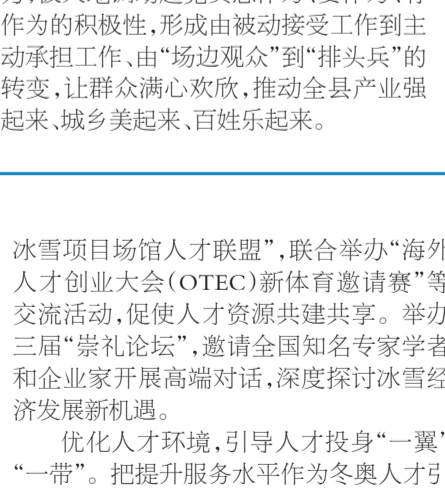 作为的积极性,形成由被动接受工作到主
动承担工作、由“场边观众”到“排头兵”的
转变,让群众满心欢欣,推动全县产业强
起来、城乡美起来、百姓乐起来。
冰雪项目场馆人才联盟”,联合举办“海外
人才创业大会(OTEC)新体育邀请赛”等
交流活动,促使人才资源共建共享。举办
三届“崇礼论坛”,邀请全国知名专家学者
和企业家开展高端对话,深度探讨冰雪经
济发展新机遇。
优化人才环境,引导人才投身“一翼”
“一带”。把提升服务水平作为冬奥人才引